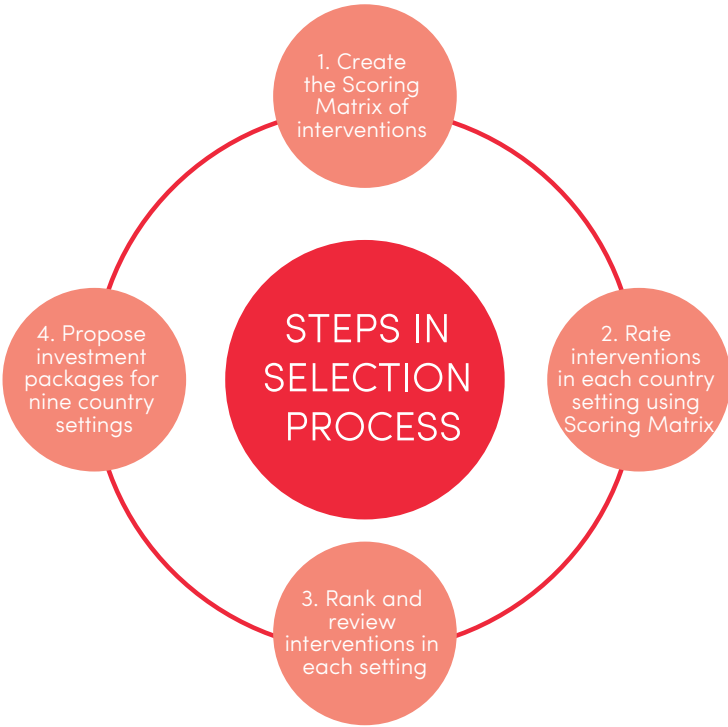 1. Create
the Scoring
Matrix of
interventions
STEPS IN
SELECTION
PROCESS
2. Rate
interventions
in each country
setting using
Scoring Matrix
3. Rank and
review
interventions in
each setting
4. Propose
investment
packages for
nine country
settings